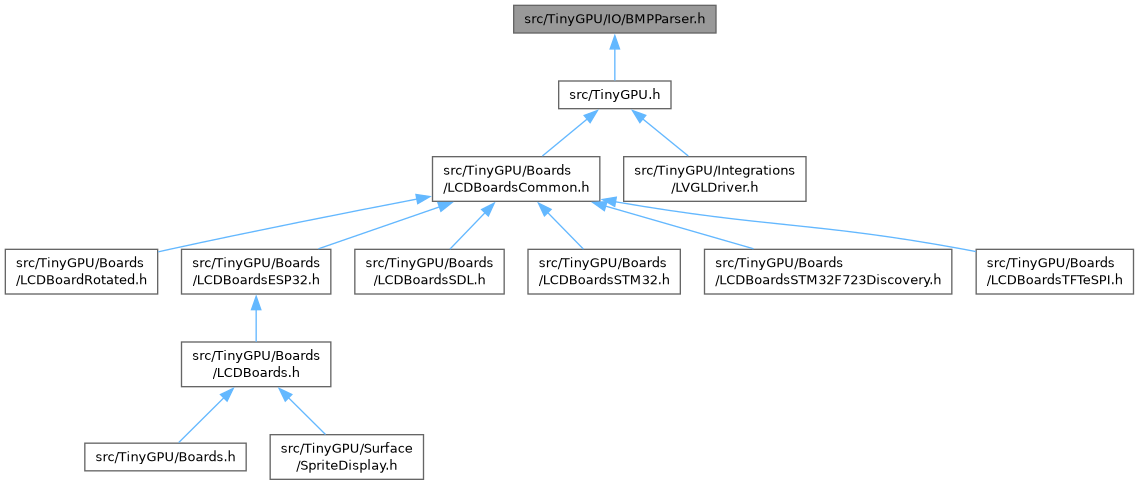 src/TinyGPU/IO/BMPParser.h
src/TinyGPU.h
src/TinyGPU/Boards
/LCDBoardsCommon.h
src/TinyGPU/Integrations
/LVGLDriver.h
src/TinyGPU/Boards
/LCDBoardRotated.h
src/TinyGPU/Boards
/LCDBoardsESP32.h
src/TinyGPU/Boards
/LCDBoardsSDL.h
src/TinyGPU/Boards
/LCDBoardsSTM32.h
src/TinyGPU/Boards
/LCDBoardsSTM32F723Discovery.h
src/TinyGPU/Boards
/LCDBoardsTFTeSPI.h
src/TinyGPU/Boards
/LCDBoards.h
src/TinyGPU/Boards.h
src/TinyGPU/Surface
/SpriteDisplay.h